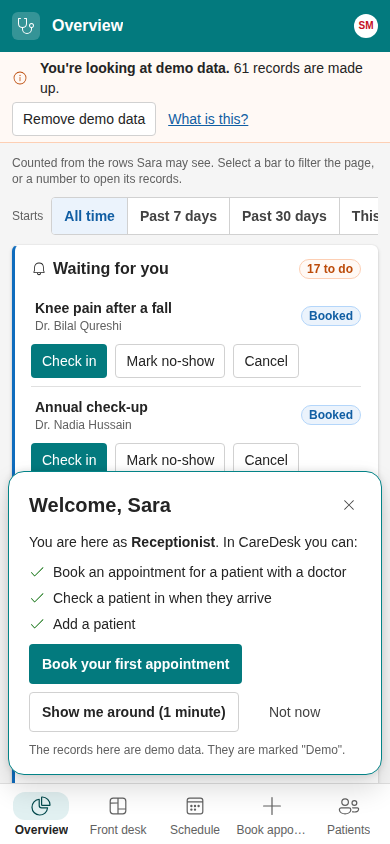 Overview
SM
You're looking at demo data. 61 records are made
up.
Remove demo data
What is this?
Counted from the rows Sara may see. Select a bar to filter the page,
or a number to open its records.
Starts
All time
Past 7 days
Past 30 days
This
Waiting for you
17 to do
Knee pain after a fall
Dr. Bilal Qureshi
Booked
Check in
Mark no-show
Cancel
Annual check-up
Dr. Nadia Hussain
Booked
Check in
Mark no-show
Cancel
Welcome, Sara
You are here as Receptionist. In CareDesk you can:
Book an appointment for a patient with a doctor
Check a patient in when they arrive
Add a patient
Book your first appointment
Show me around (1 minute)
Not now
The records here are demo data. They are marked "Demo".
Overview
Front desk
Schedule
Book appo…
Patients